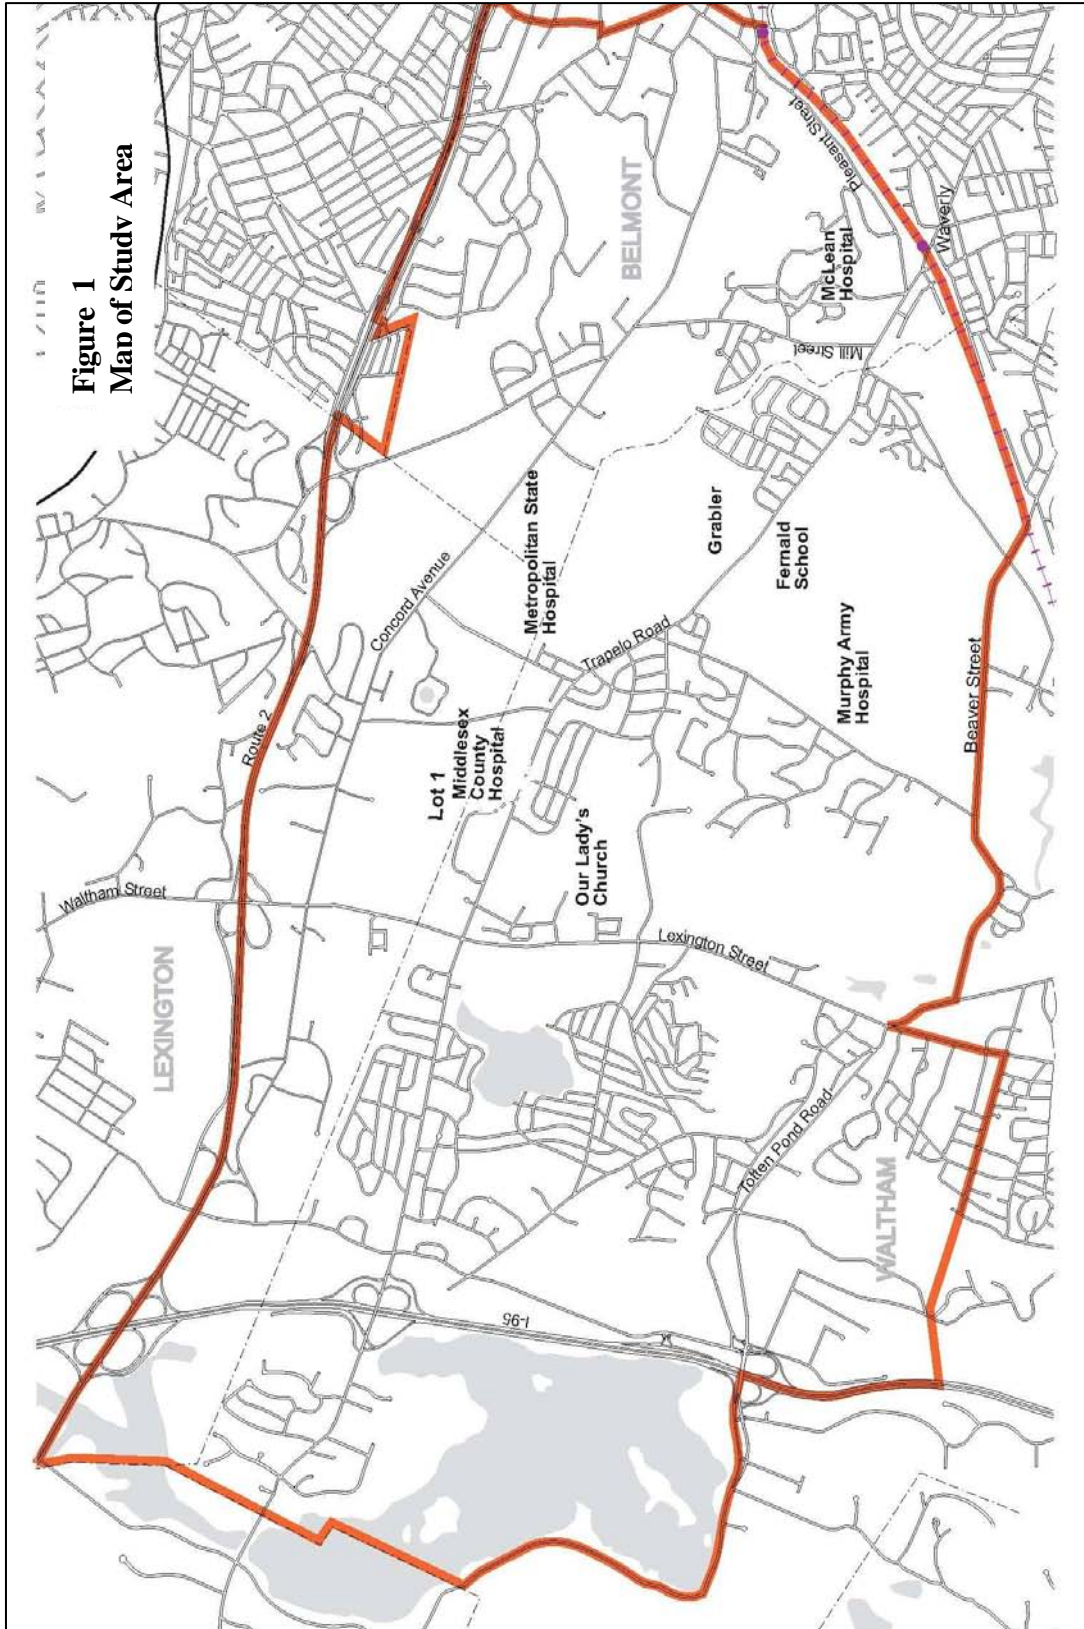 Figure 1
Map of Study Area
LEXINGTON
Waltham Street
Route 2
Concord Avenue
BELMONT
Pleasant Street
Waverly
McLean
Hospital
Mill Street
Metropolitan State
Hospital
Grabler
Fernald
School
Trapelo Road
Murphy Army
Hospital
Beaver Street
Lot 1
Middlesex
County
Hospital
Our Lady's
Church
Lexington Street
Totten Pond Road
WALTHAM
I-95